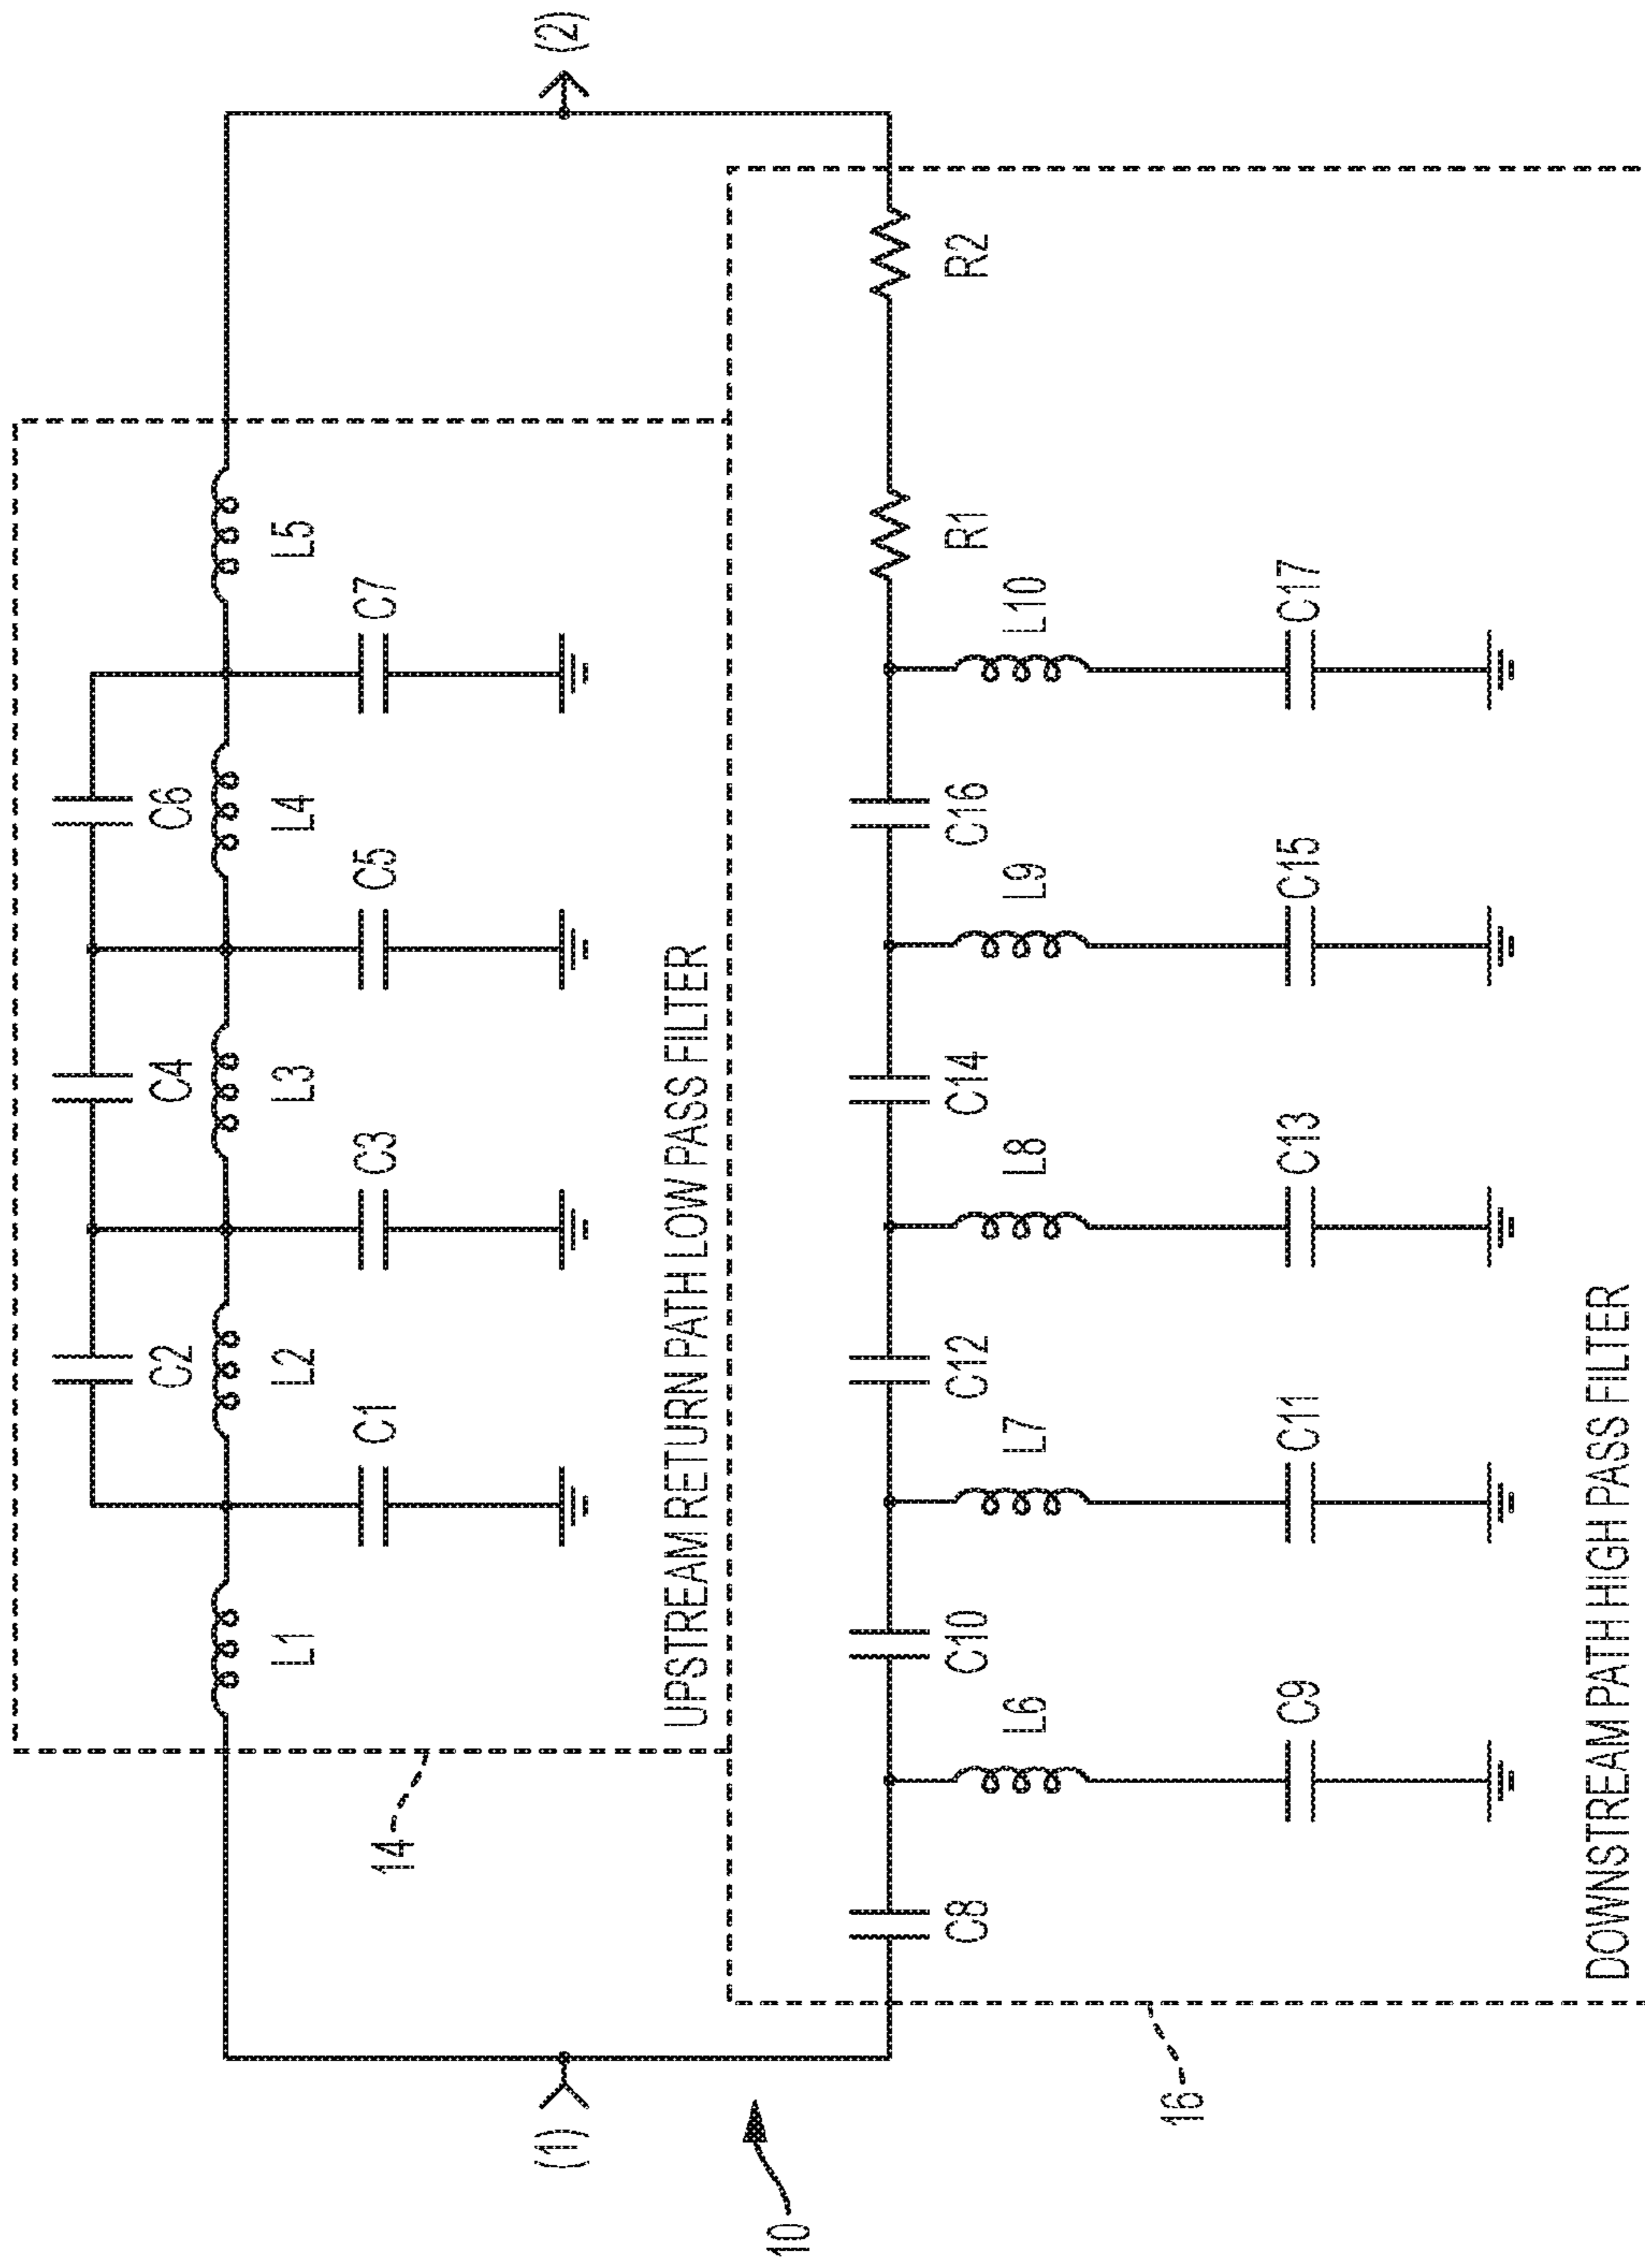 C2
C4
C6
L1
L2
L3
L4
L5
C1
C3
C5
C7
14
UPSTREAM RETURN PATH LOW PASS FILTER
(1)
(2)
10
C8
C10
C12
C14
C16
R1
R2
L6
L7
L8
L9
L10
C9
C11
C13
C15
C17
16
DOWNSTREAM PATH HIGH PASS FILTER